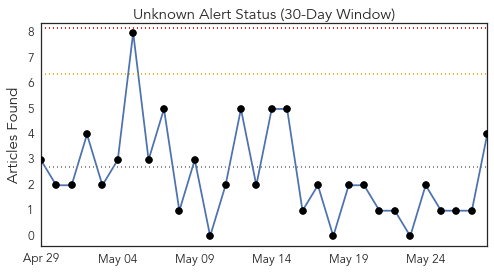 Unknown Alert Status (30-Day Window)
Articles Found
8
7
6
5
4
3
2
1
0
Apr 29
May 04
May 09
May 14
May 19
May 24